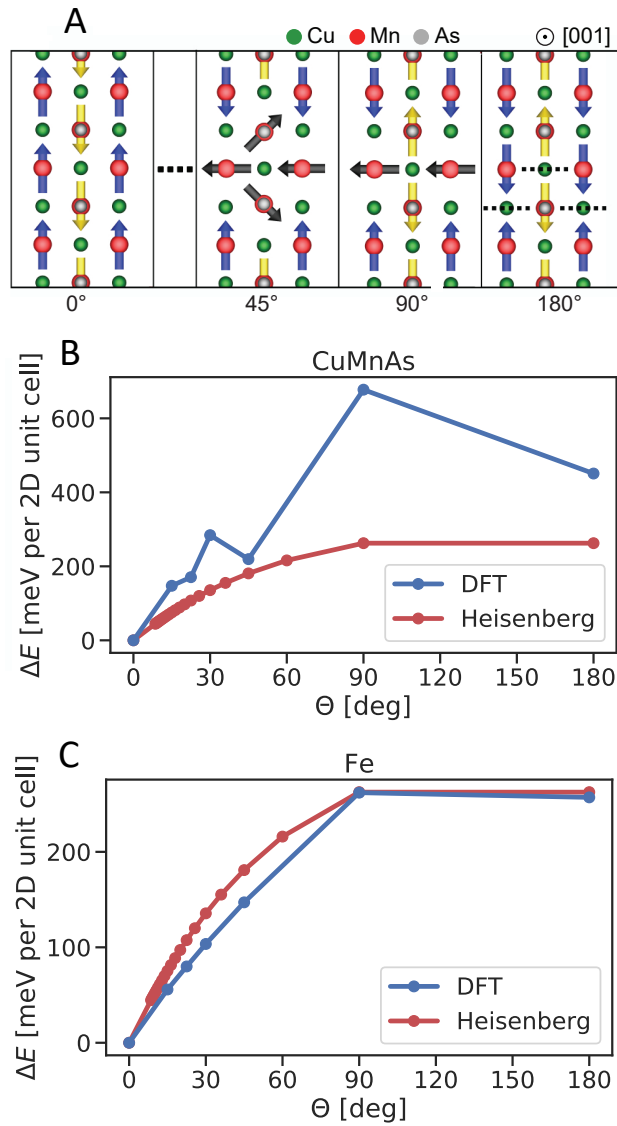 A
Cu Mn As [001]
0° 45° 90° 180°
B
CuMnAs
ΔE [meV per 2D unit cell]
600
400
200
0
DFT
Heisenberg
0 30 60 90 120 150 180
Θ [deg]
C
Fe
ΔE [meV per 2D unit cell]
200
100
0
DFT
Heisenberg
0 30 60 90 120 150 180
Θ [deg]